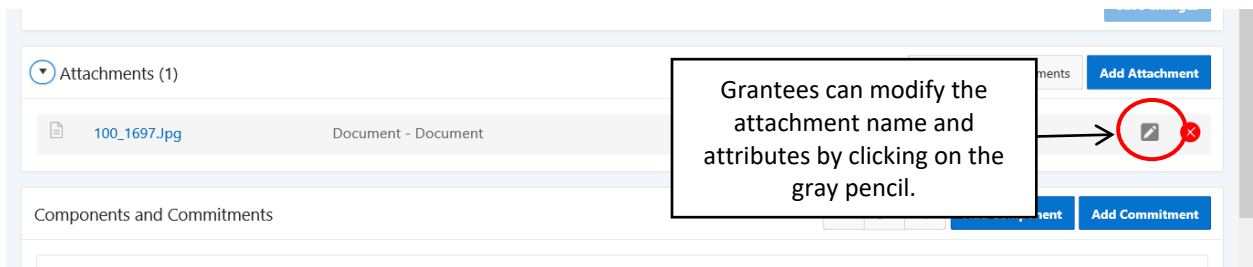 Attachments (1)
ments
Add Attachment
100_1697.Jpg
Document - Document
Grantees can modify the
attachment name and
attributes by clicking on the
gray pencil.
Components and Commitments
Add Commitment